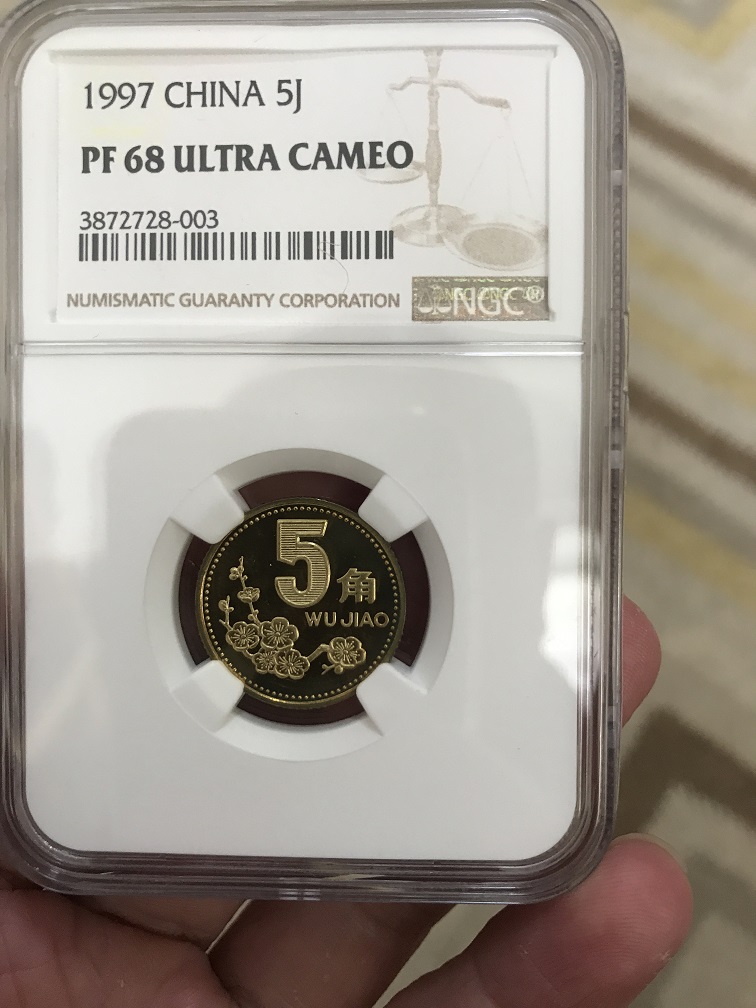 1997 CHINA 5J
PF 68 ULTRA CAMEO
3872728-003
NUMISMATIC GUARANTY CORPORATION
NGC
5角
WU JIAO